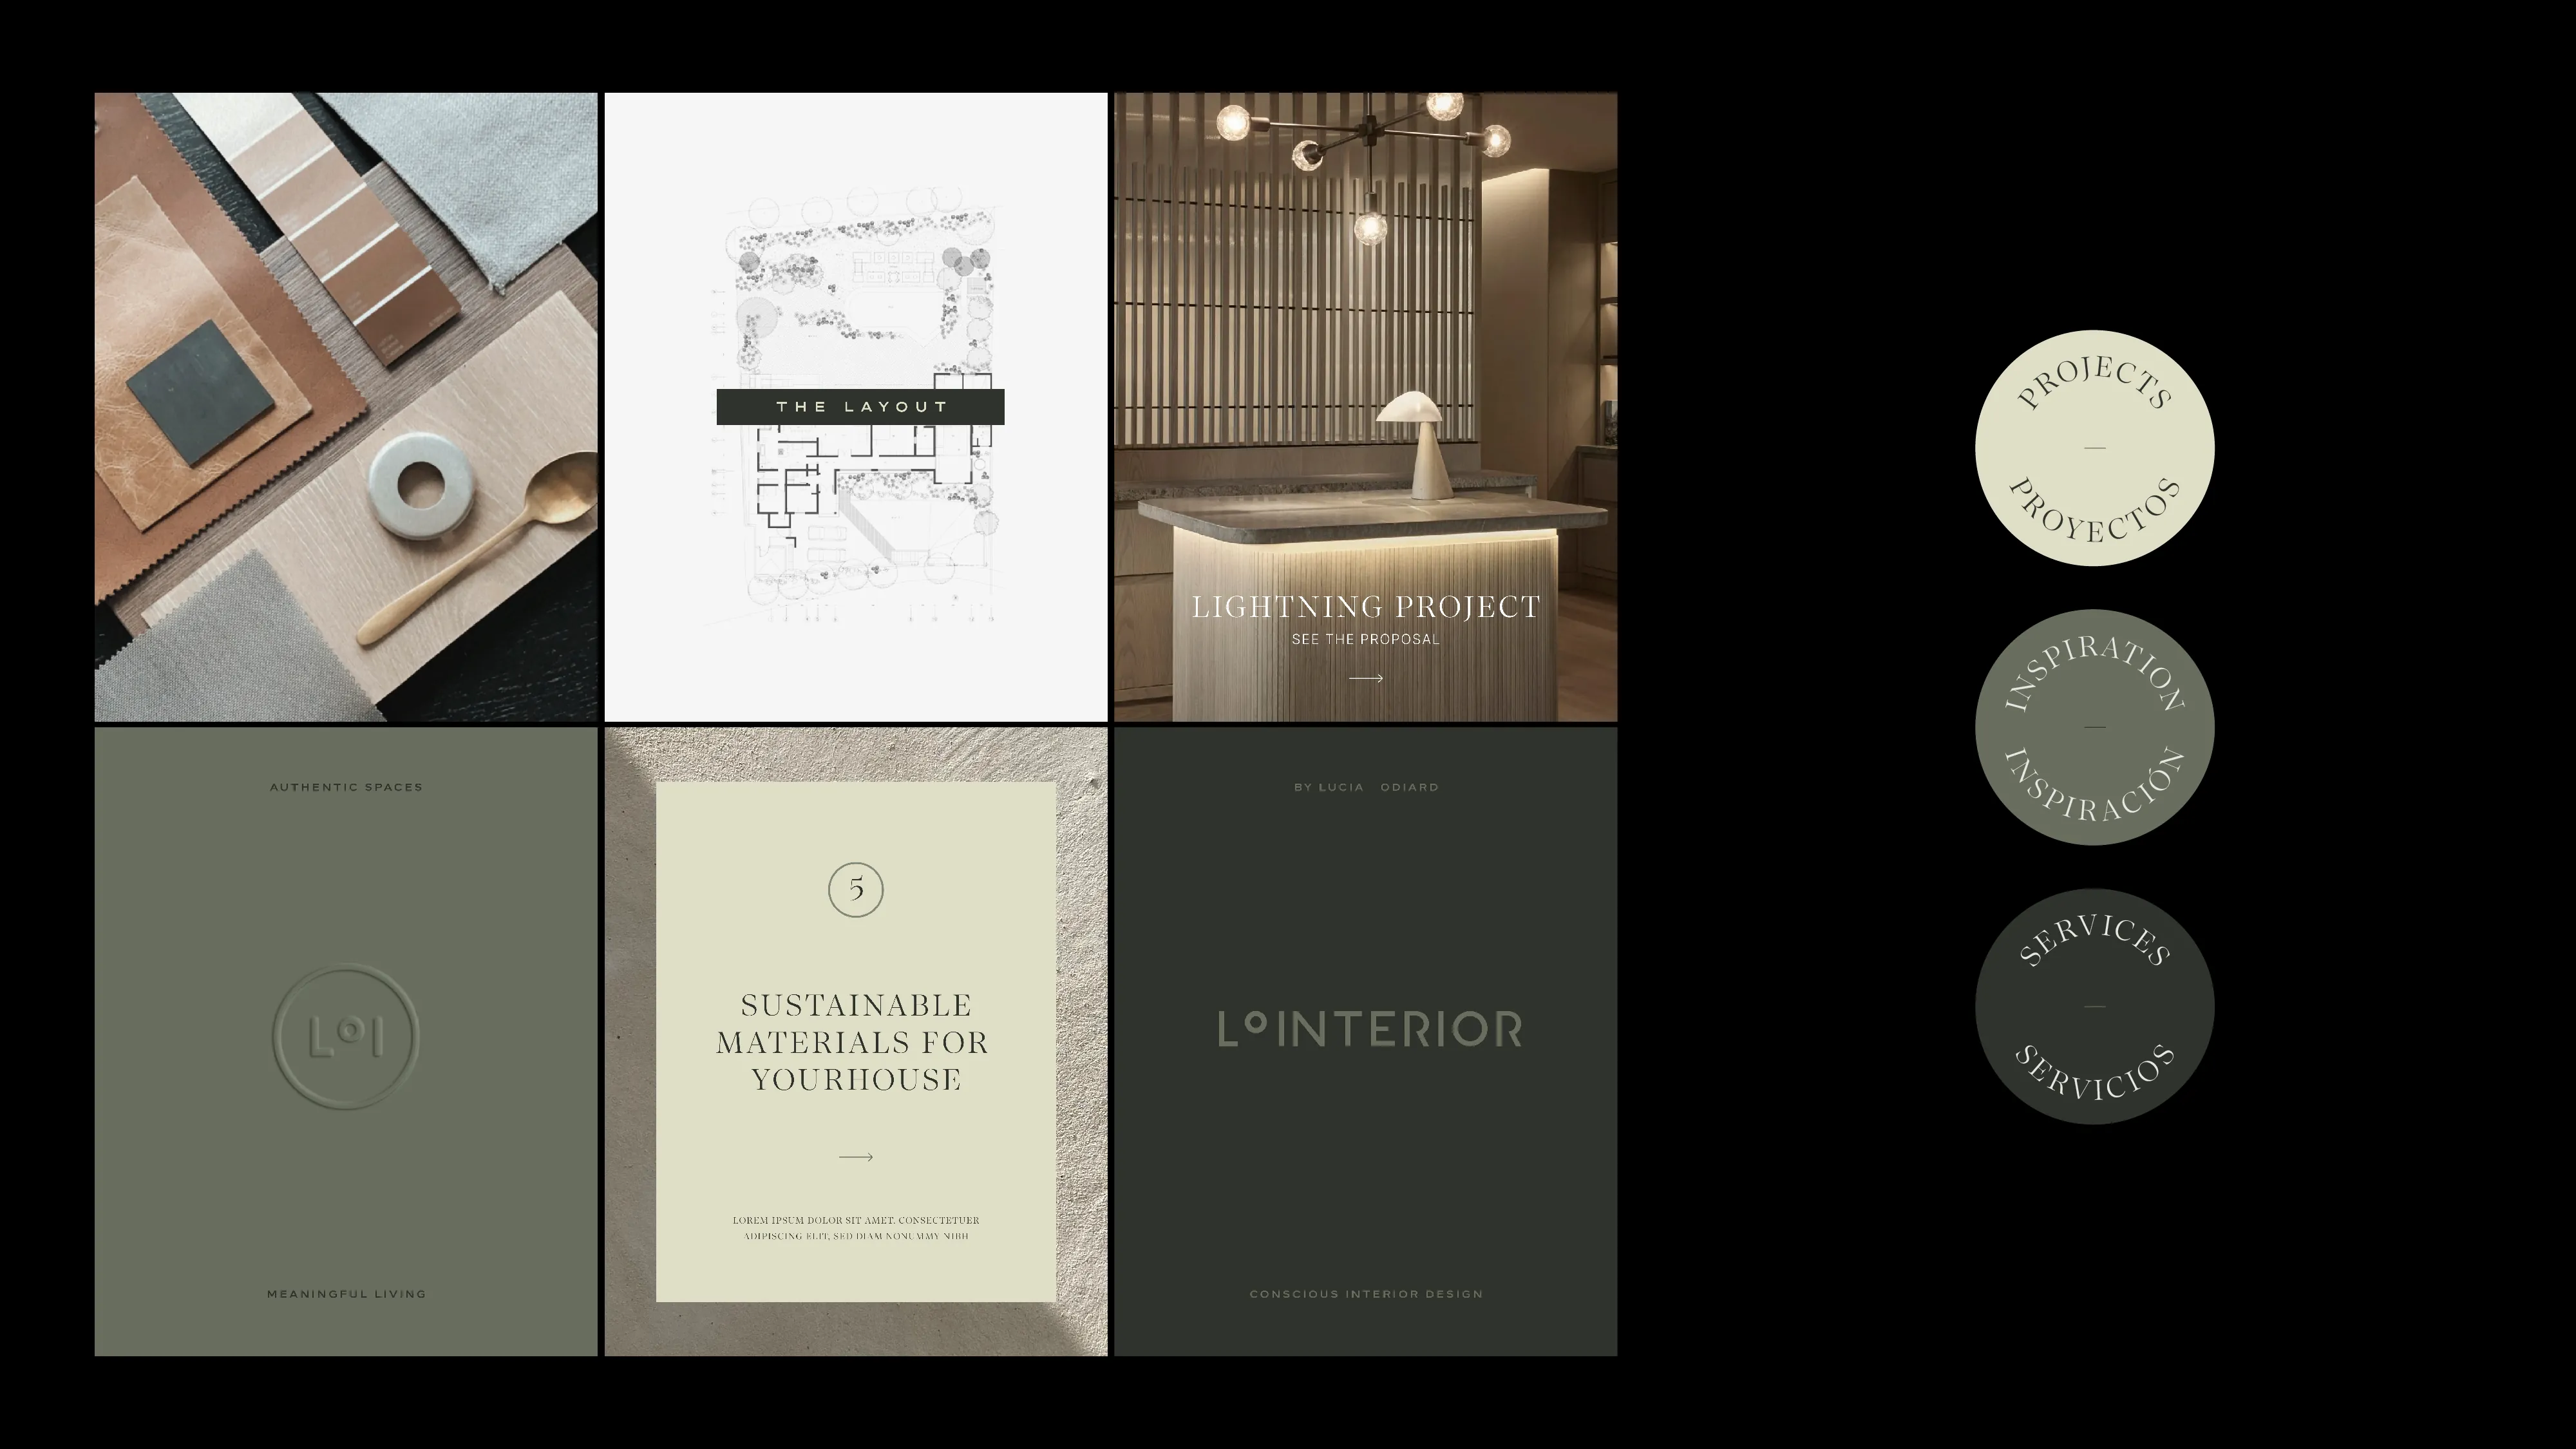 THE LAYOUT
LIGHTNING PROJECT
SEE THE PROPOSAL
AUTHENTIC SPACES
LOI
MEANINGFUL LIVING
5
SUSTAINABLE
MATERIALS FOR
YOURHOUSE
LOREM IPSUM DOLOR SIT AMET, CONSECTETUER
ADIPISCING ELIT, SED DIAM NONUMMY NIBH
BY LUCIA ODIARD
LOINTERIOR
CONSCIOUS INTERIOR DESIGN
PROJECTS
PROYECTOS
INSPIRATION
INSPIRACIÓN
SERVICES
SERVICIOS